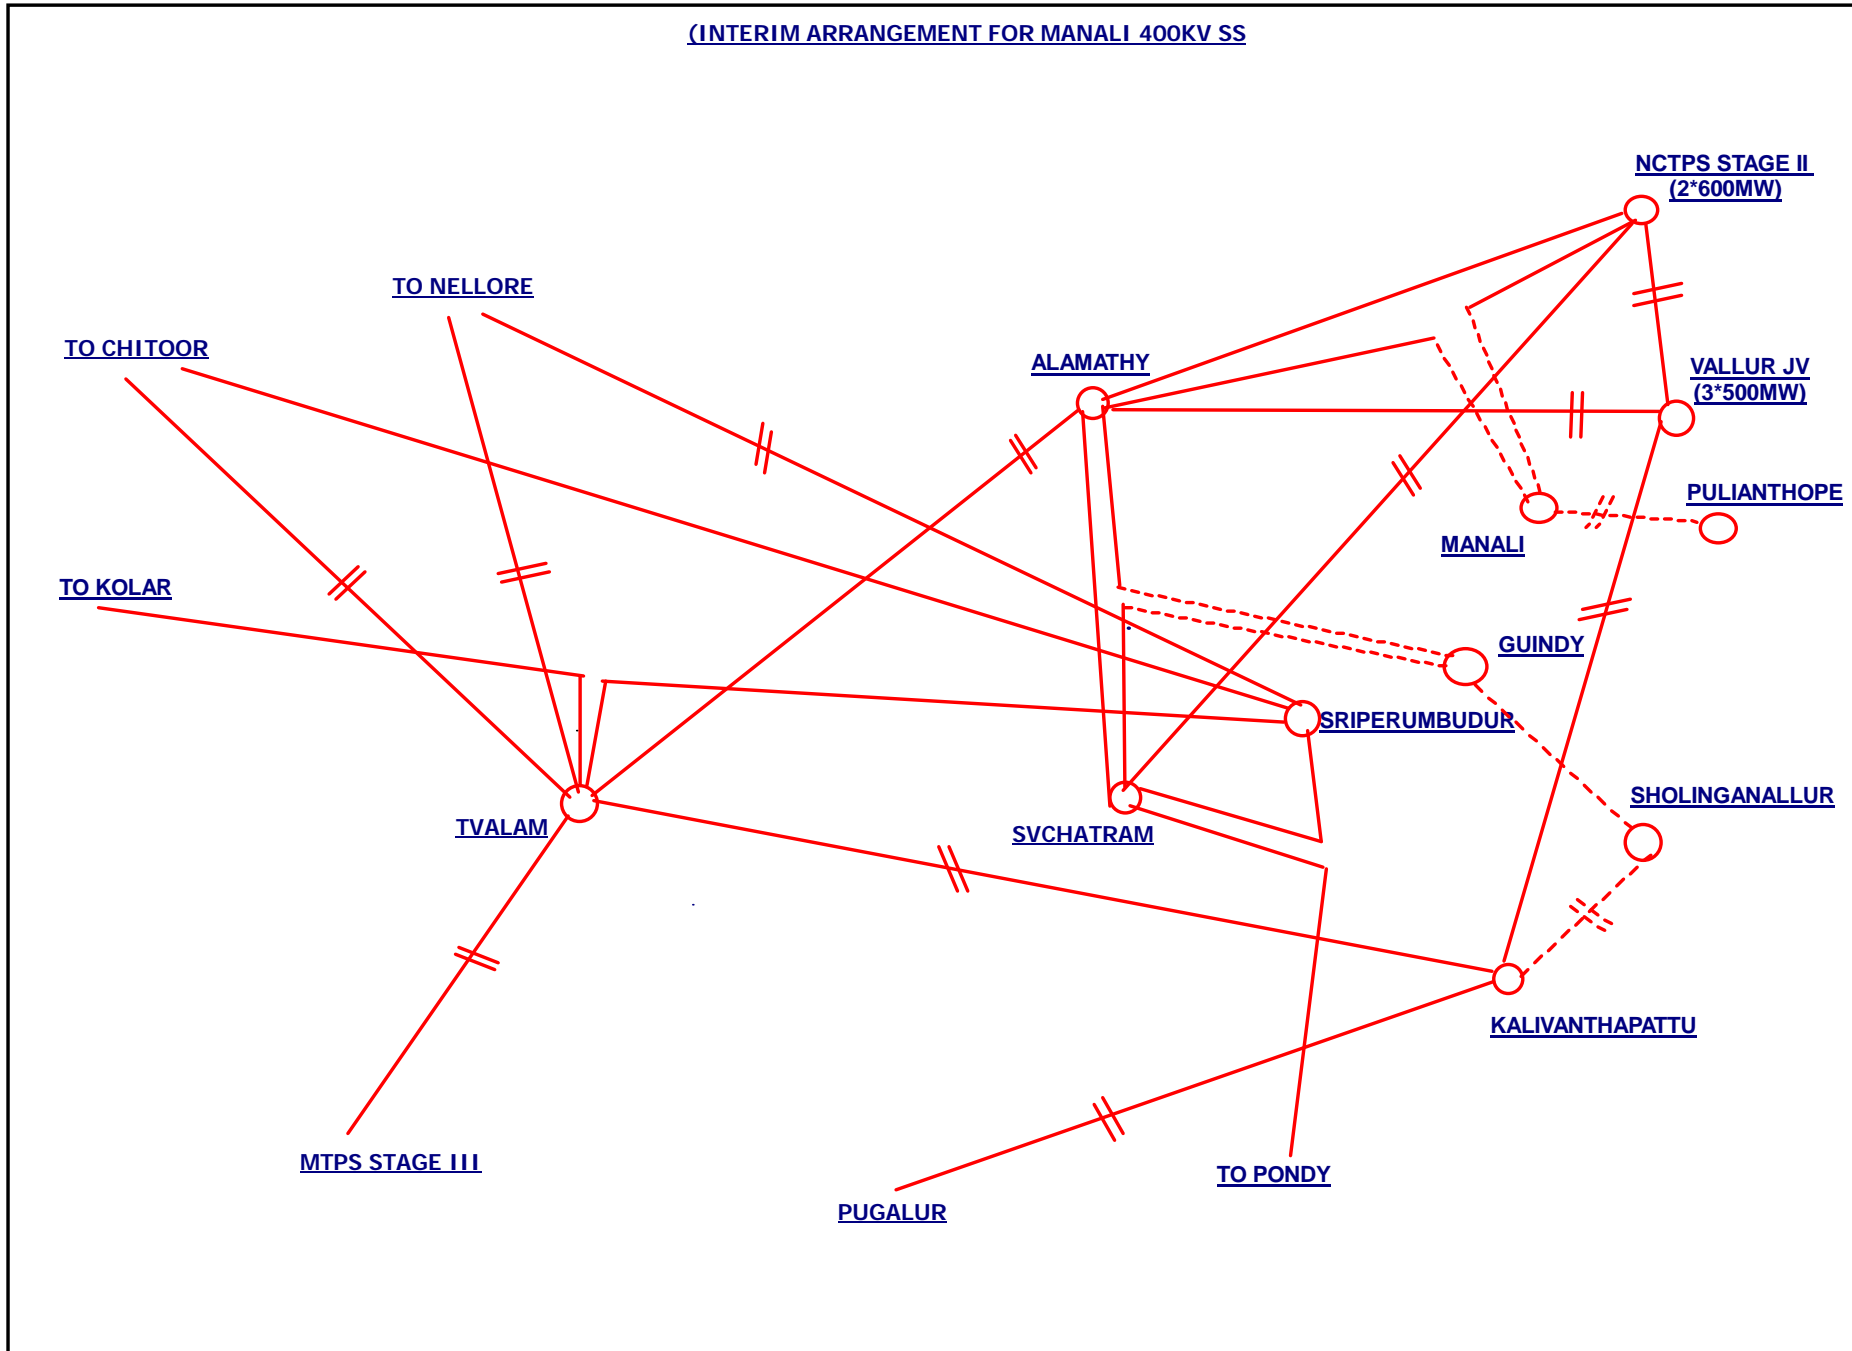 (INTERIM ARRANGEMENT FOR MANALI 400KV SS
NCTPS STAGE II
(2*600MW)
TO NELLORE
TO CHITOOR
ALAMATHY
VALLUR JV
(3*500MW)
PULIANTHOPE
MANALI
TO KOLAR
GUINDY
SRIPERUMBUDUR
SHOLINGANALLUR
TVALAM
SVCHATRAM
KALIVANTHAPATTU
MTPS STAGE III
TO PONDY
PUGALUR